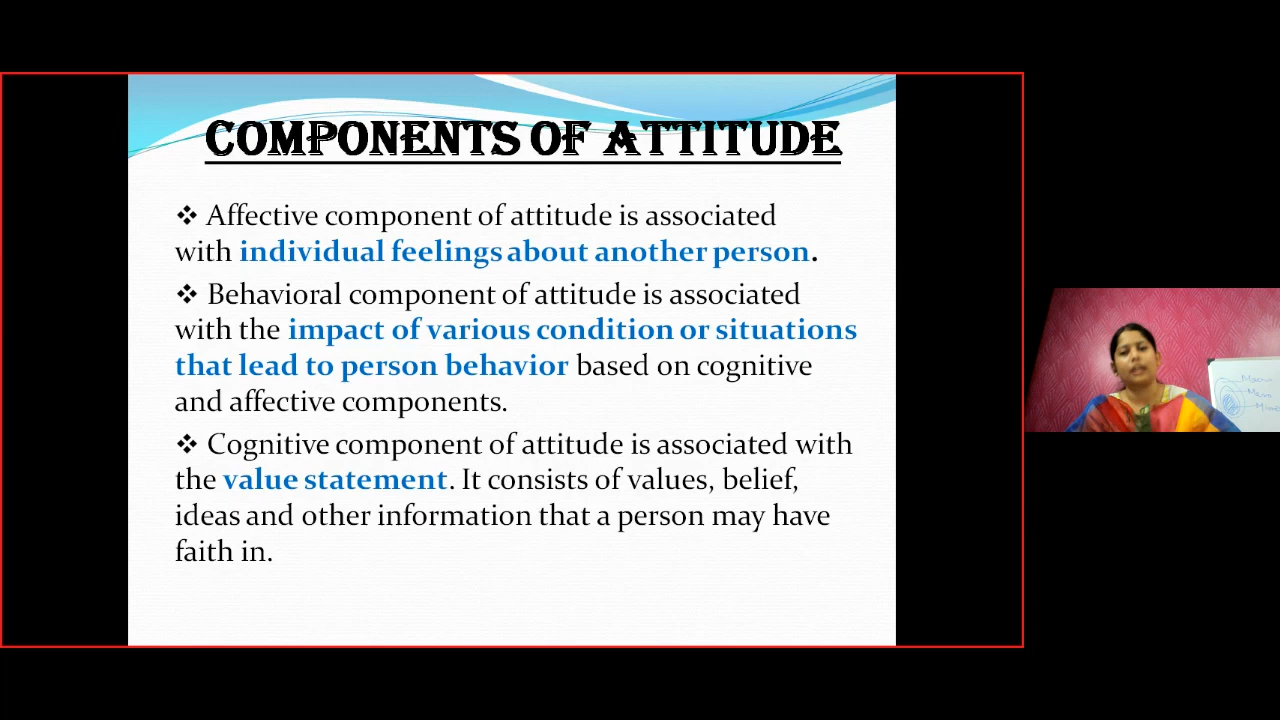 COMPONENTS OF ATTITUDE
❖ Affective component of attitude is associated
with individual feelings about another person.
❖ Behavioral component of attitude is associated
with the impact of various condition or situations
that lead to person behavior based on cognitive
and affective components.
❖ Cognitive component of attitude is associated with
the value statement. It consists of values, belief,
ideas and other information that a person may have
faith in.